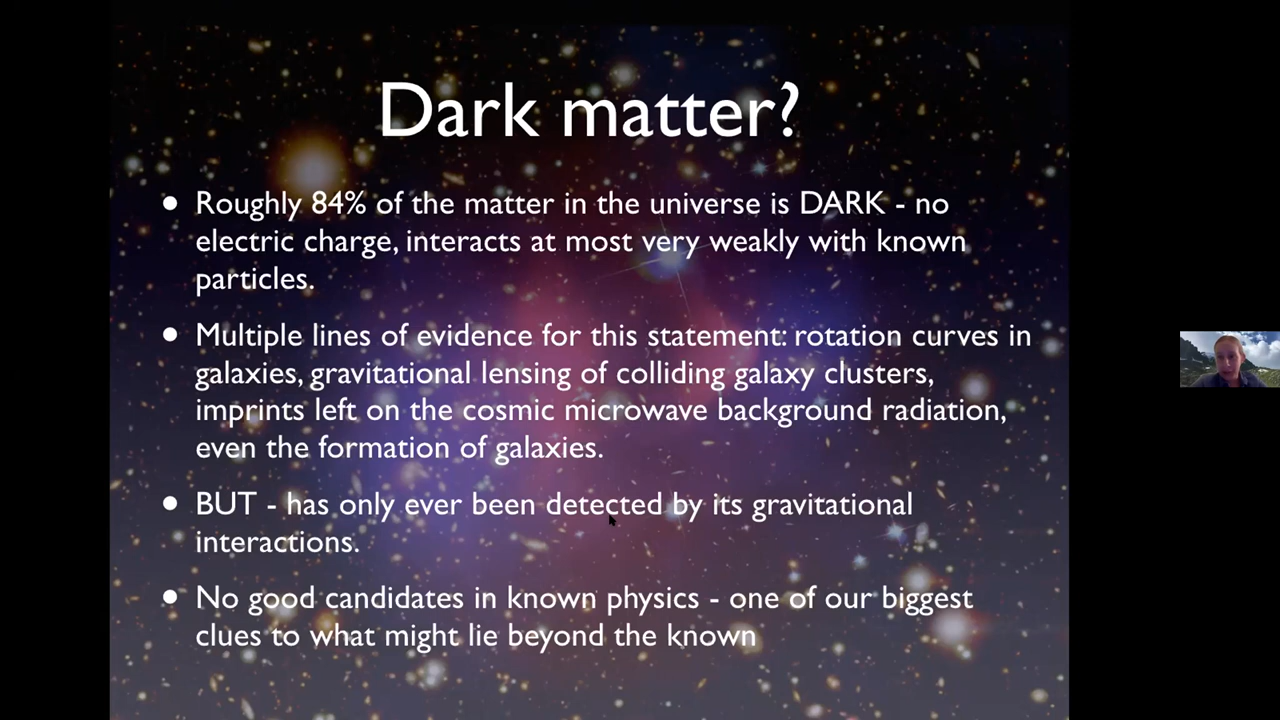 Dark matter?
• Roughly 84% of the matter in the universe is DARK - no
electric charge, interacts at most very weakly with known
particles.
• Multiple lines of evidence for this statement: rotation curves in
galaxies, gravitational lensing of colliding galaxy clusters,
imprints left on the cosmic microwave background radiation,
even the formation of galaxies.
• BUT - has only ever been detected by its gravitational
interactions.
• No good candidates in known physics - one of our biggest
clues to what might lie beyond the known